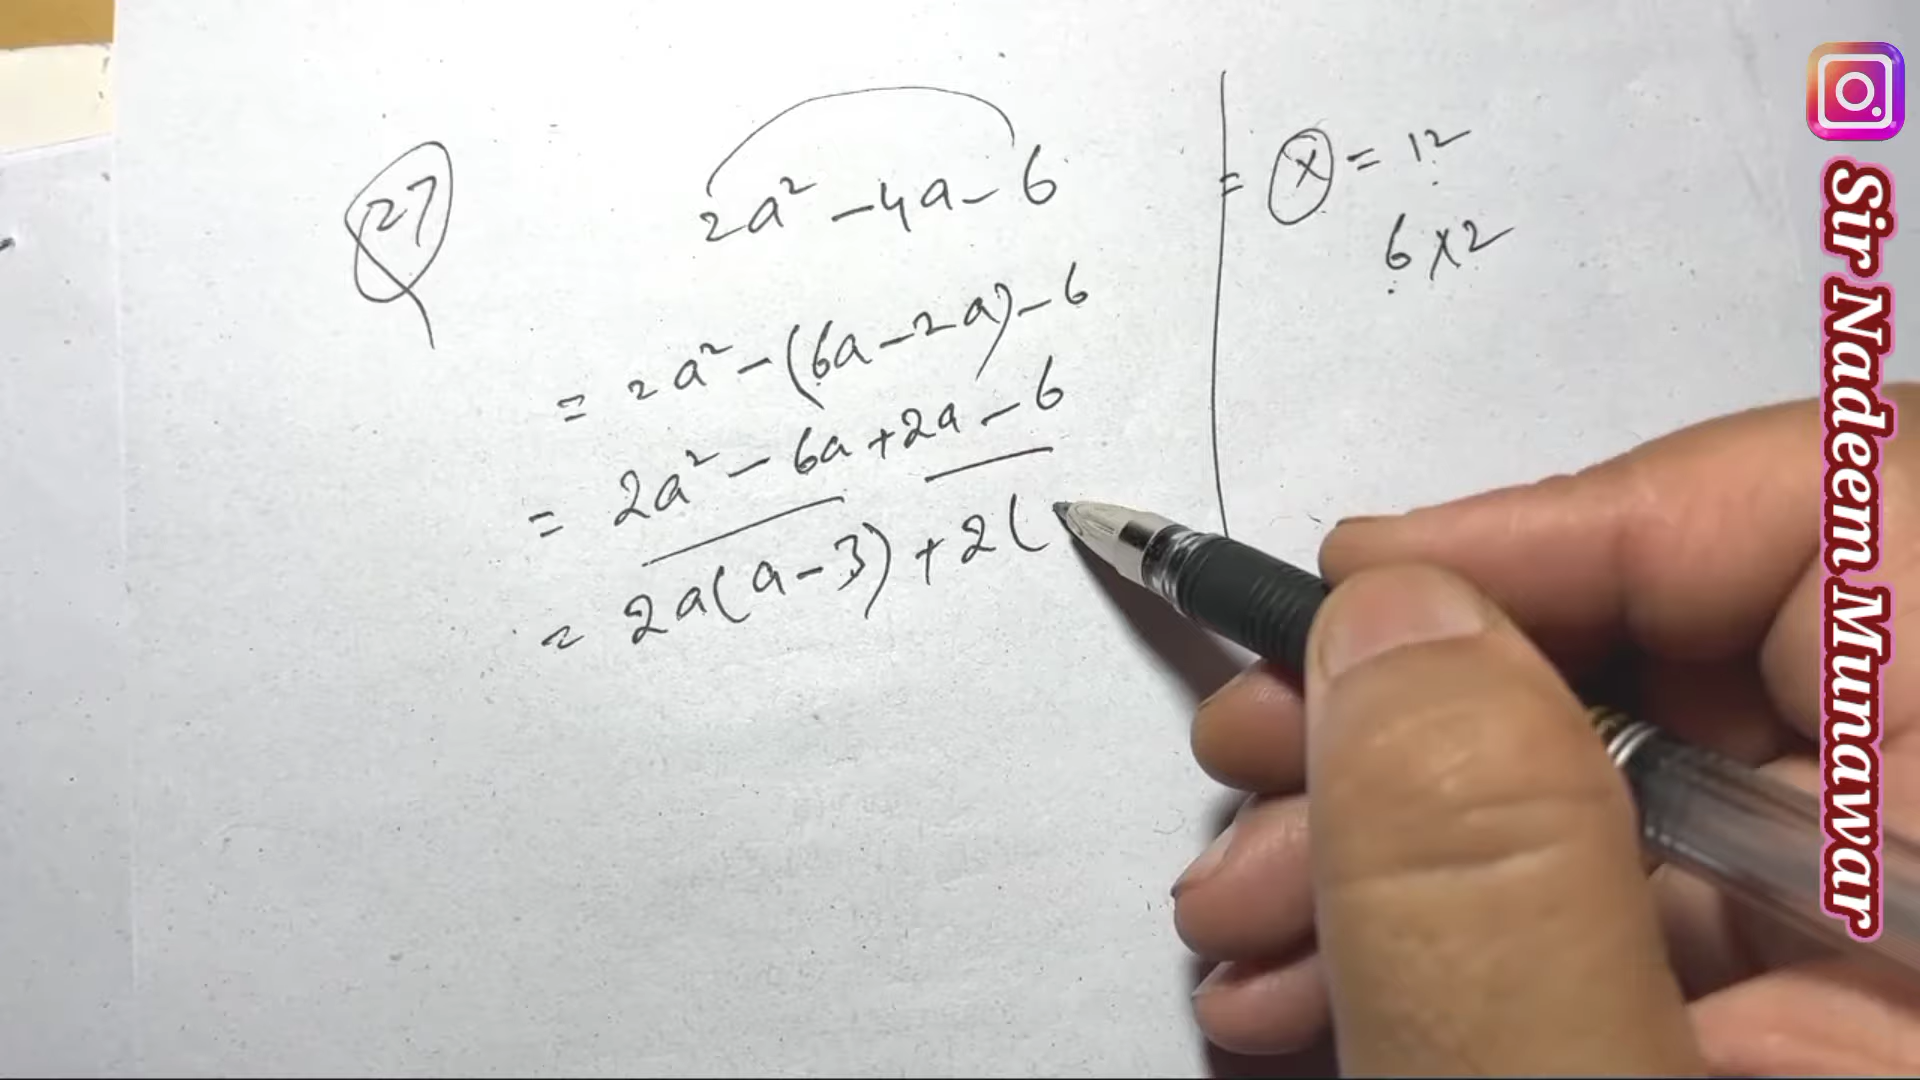 27
2a² - 4a - 6
= 2a² - (6a - 2a) - 6
= 2a² - 6a + 2a - 6
= 2a(a - 3) + 2(
= x = 12
6 x 2
Sir Nadeem Munawar